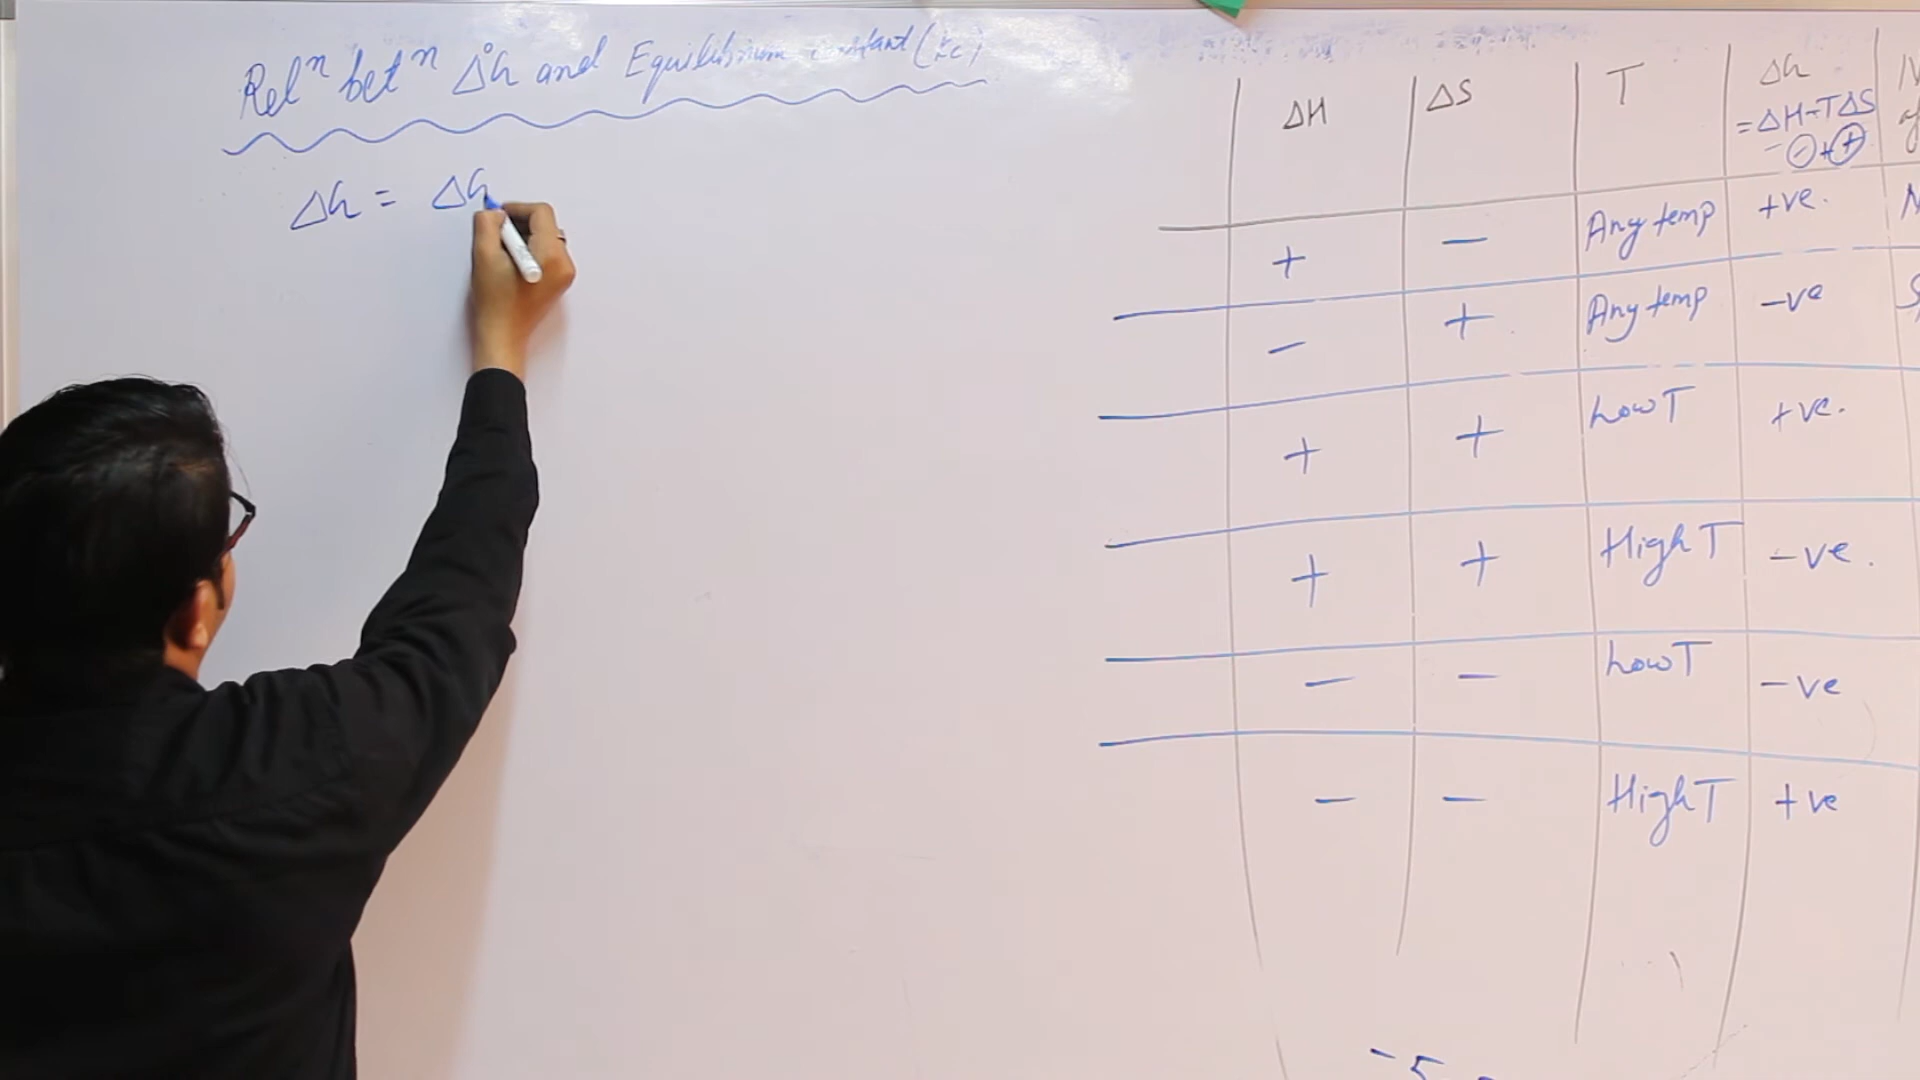 Relⁿ betⁿ ΔG° and Equilibrium constant (Kc)
ΔG = ΔG
ΔH ΔS T ΔG
= ΔH-TΔS
- ⊖+⊕
+ − Any temp +ve.
− + Any temp -ve
+ + Low T +ve.
+ + High T -ve.
− − Low T -ve
− − High T +ve